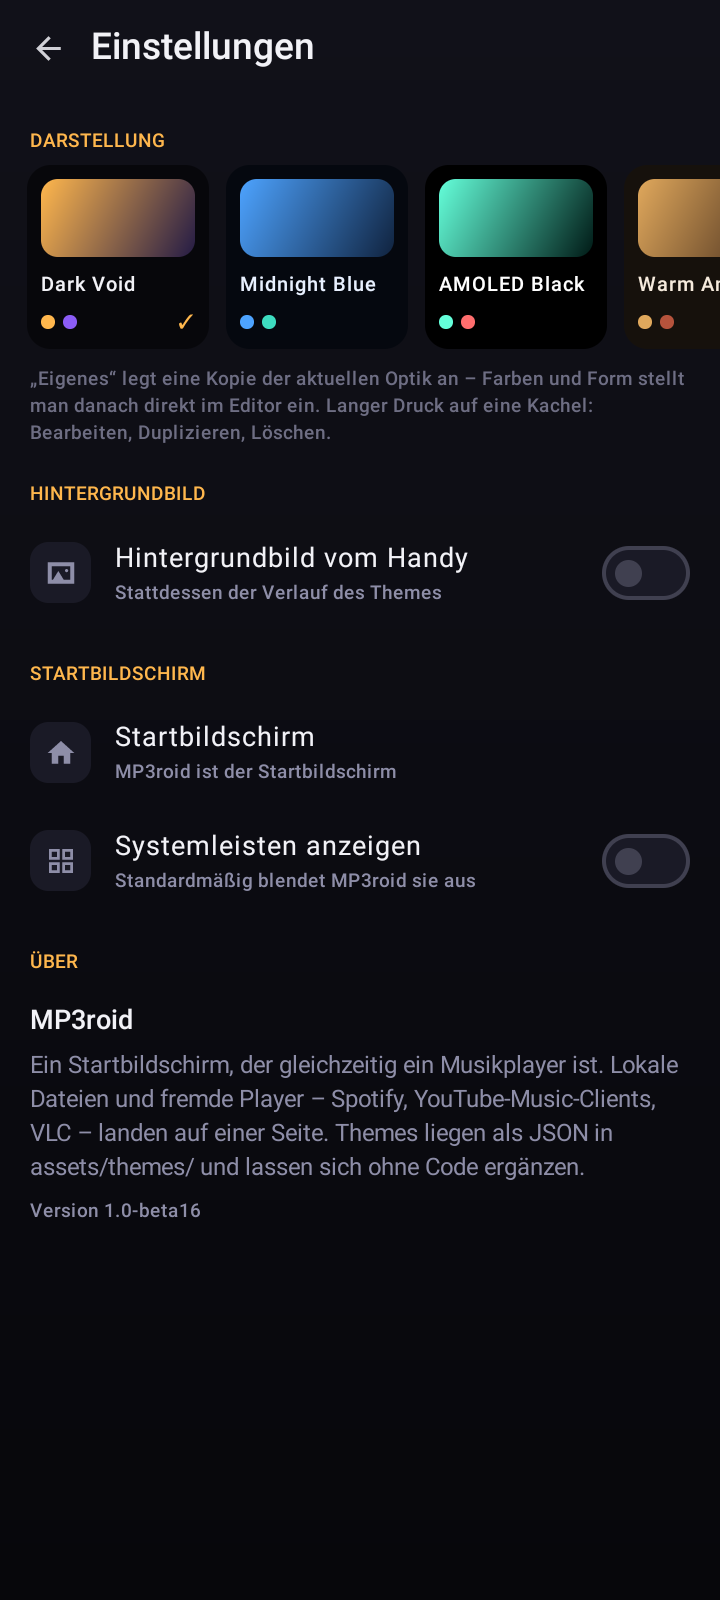 Einstellungen
DARSTELLUNG
Dark Void
Midnight Blue
AMOLED Black
Warm
„Eigenes“ legt eine Kopie der aktuellen Optik an – Farben und Form stellt
man danach direkt im Editor ein. Langer Druck auf eine Kachel:
Bearbeiten, Duplizieren, Löschen.
HINTERGRUNDBILD
Hintergrundbild vom Handy
Stattdessen der Verlauf des Themes
STARTBILDSCHIRM
Startbildschirm
MP3roid ist der Startbildschirm
Systemleisten anzeigen
Standardmäßig blendet MP3roid sie aus
ÜBER
MP3roid
Ein Startbildschirm, der gleichzeitig ein Musikplayer ist. Lokale
Dateien und fremde Player – Spotify, YouTube-Music-Clients,
VLC – landen auf einer Seite. Themes liegen als JSON in
assets/themes/ und lassen sich ohne Code ergänzen.
Version 1.0-beta16